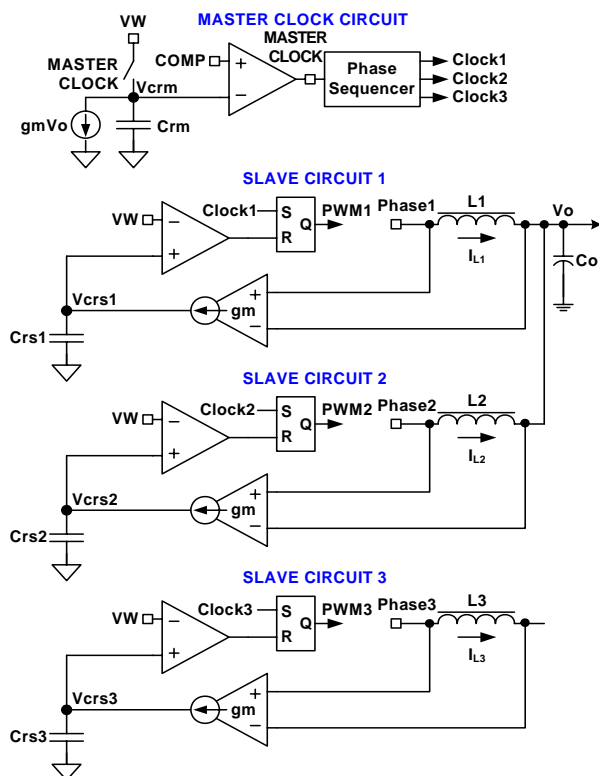 MASTER CLOCK CIRCUIT
VW
MASTER
CLOCK
COMP
MASTER
CLOCK
Vcrm
gmVo
Crm
+
−
Phase
Sequencer
Clock1
Clock2
Clock3
SLAVE CIRCUIT 1
VW
−
+
Clock1
S
R
Q
PWM1
Phase1
L1
IL1
Vo
Co
Vcrs1
Crs1
gm
+
−
SLAVE CIRCUIT 2
VW
−
+
Clock2
S
R
Q
PWM2
Phase2
L2
IL2
Vcrs2
Crs2
gm
+
−
SLAVE CIRCUIT 3
VW
−
+
Clock3
S
R
Q
PWM3
Phase3
L3
IL3
Vcrs3
Crs3
gm
+
−